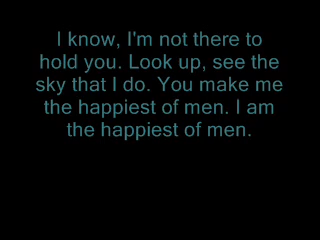 I know, I'm not there to
hold you. Look up, see the
sky that I do. You make me
the happiest of men. I am
the happiest of men.